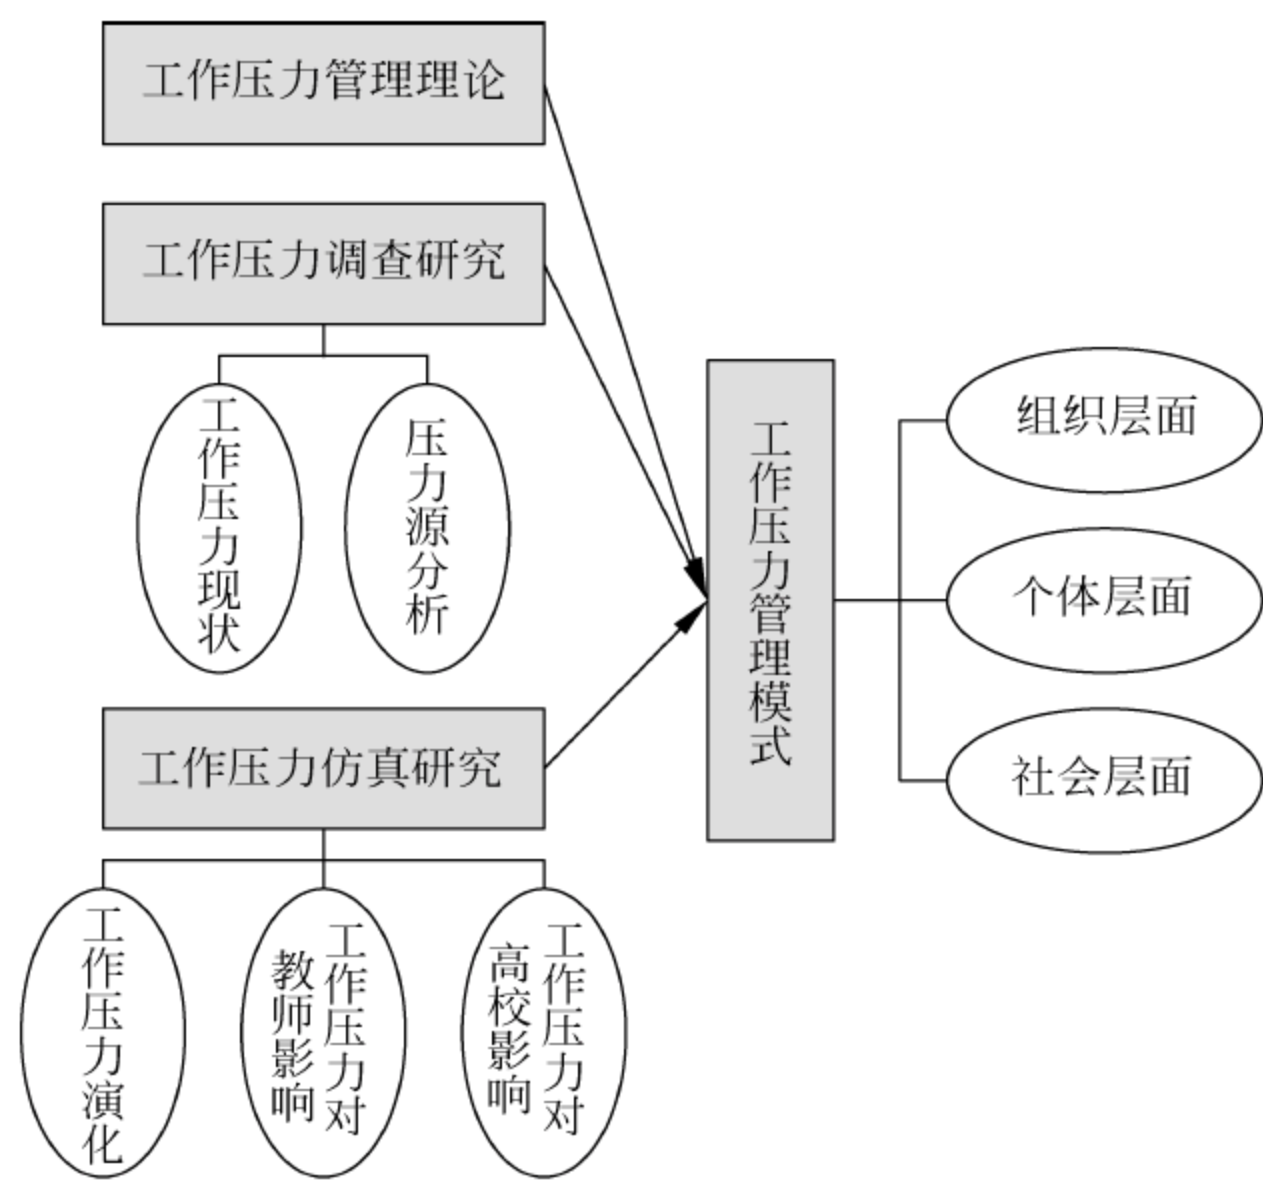 工作压力管理理论
工作压力调查研究
工作压力现状
压力源分析
工作压力仿真研究
工作压力演化
工作压力对
教师影响
工作压力对
高校影响
工作压力管理模式
组织层面
个体层面
社会层面